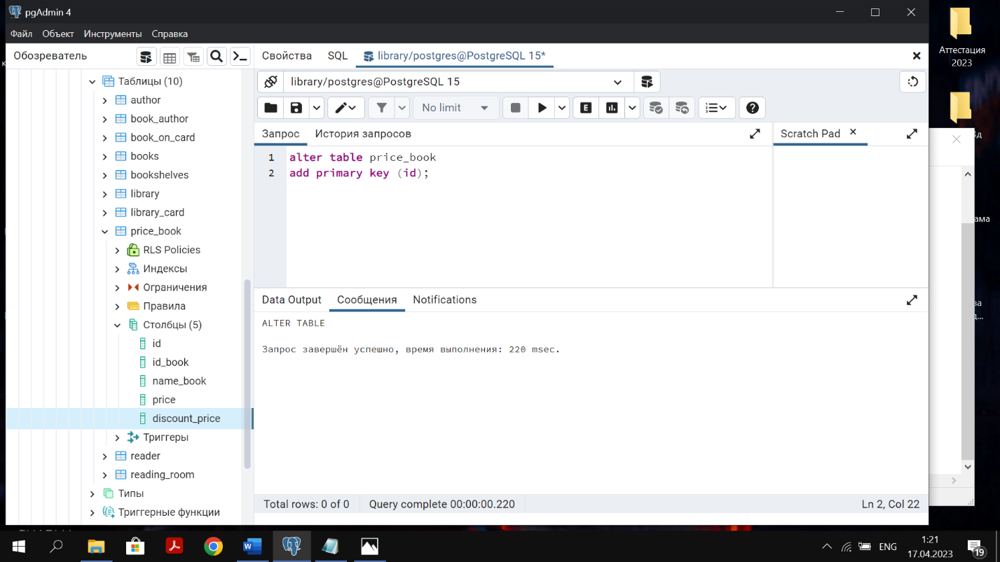 pgAdmin 4
Файл Объект Инструменты Справка
Обозреватель
Свойства SQL library/postgres@PostgreSQL 15*
library/postgres@PostgreSQL 15
No limit
E
Запрос История запросов
Scratch Pad
1 alter table price_book
2 add primary key (id);
Таблицы (10)
author
book_author
book_on_card
books
bookshelves
library
library_card
price_book
RLS Policies
Индексы
Ограничения
Правила
Столбцы (5)
id
id_book
name_book
price
discount_price
Триггеры
reader
reading_room
Типы
Триггерные функции
Data Output Сообщения Notifications
ALTER TABLE
Запрос завершён успешно, время выполнения: 220 msec.
Total rows: 0 of 0 Query complete 00:00:00.220 Ln 2, Col 22
Аттестация
2023
ама
ENG
1:21
17.04.2023
19